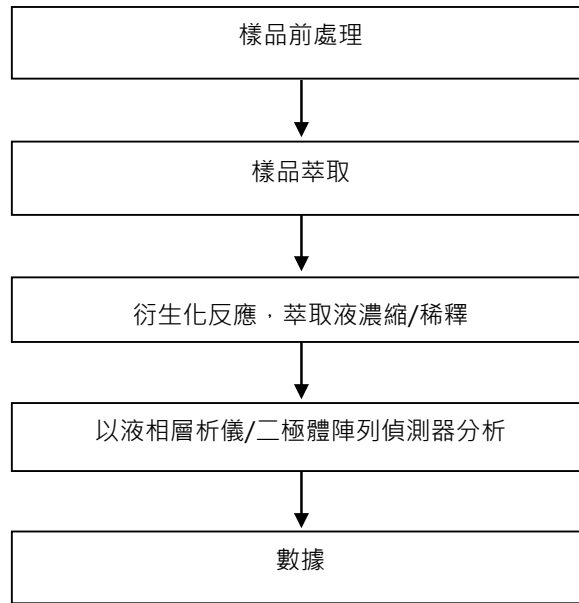 樣品前處理
樣品萃取
衍生化反應，萃取液濃縮/稀釋
以液相層析儀/二極體陣列偵測器分析
數據